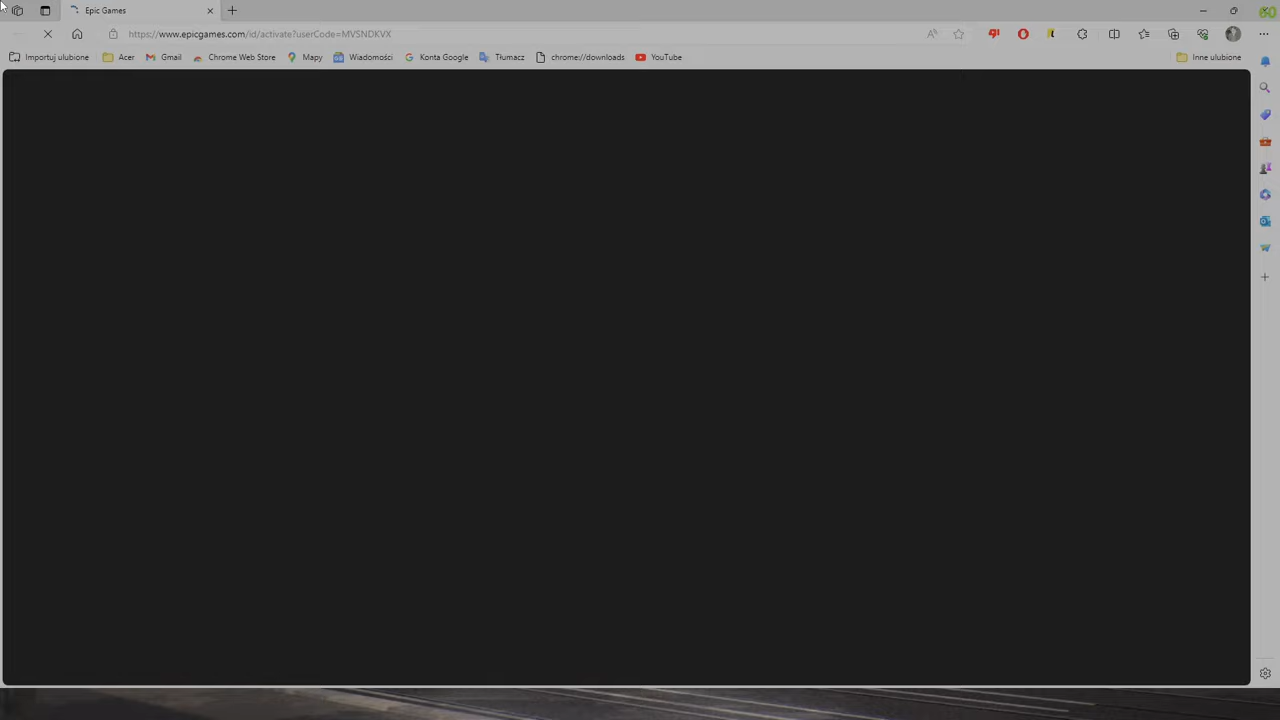 Epic Games
60
https://www.epicgames.com/id/activate?userCode=MVSNDKVX
Importuj ulubione Acer Gmail Chrome Web Store Mapy Wiadomości Konta Google Tłumacz chrome://downloads YouTube Inne ulubione